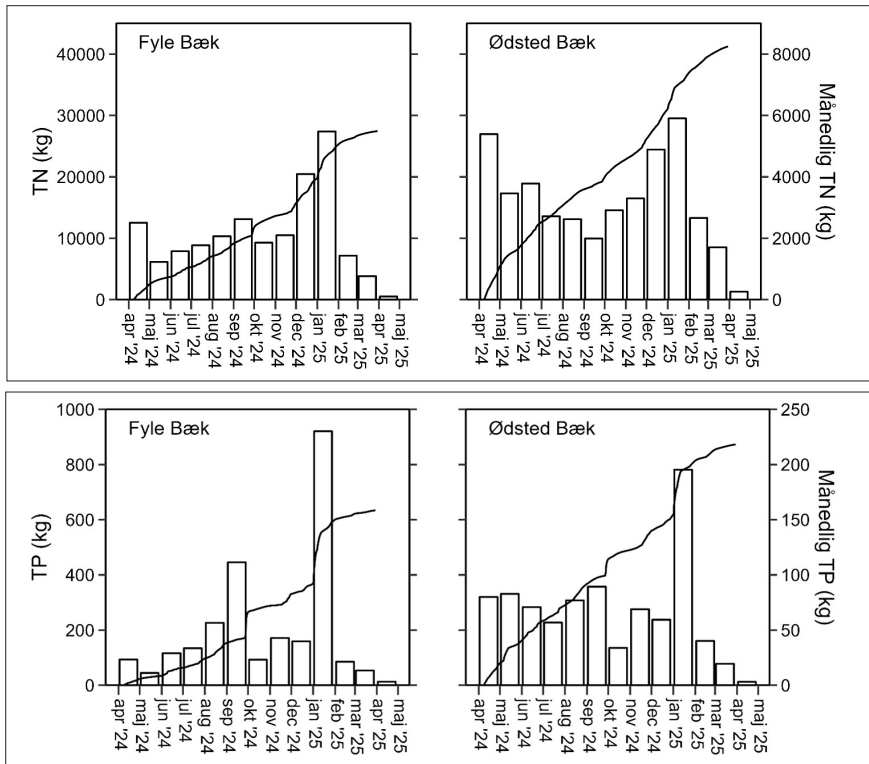 Fyle Bæk
Ødsted Bæk
TN (kg)
40000
30000
20000
10000
0
8000
6000
4000
2000
0
Månedlig TN (kg)
apr '24
maj '24
jun '24
jul '24
aug '24
sep '24
okt '24
nov '24
dec '24
jan '25
feb '25
mar '25
apr '25
maj '25
apr '24
maj '24
jun '24
jul '24
aug '24
sep '24
okt '24
nov '24
dec '24
jan '25
feb '25
mar '25
apr '25
maj '25
Fyle Bæk
Ødsted Bæk
TP (kg)
1000
800
600
400
200
0
250
200
150
100
50
0
Månedlig TP (kg)
apr '24
maj '24
jun '24
jul '24
aug '24
sep '24
okt '24
nov '24
dec '24
jan '25
feb '25
mar '25
apr '25
maj '25
apr '24
maj '24
jun '24
jul '24
aug '24
sep '24
okt '24
nov '24
dec '24
jan '25
feb '25
mar '25
apr '25
maj '25